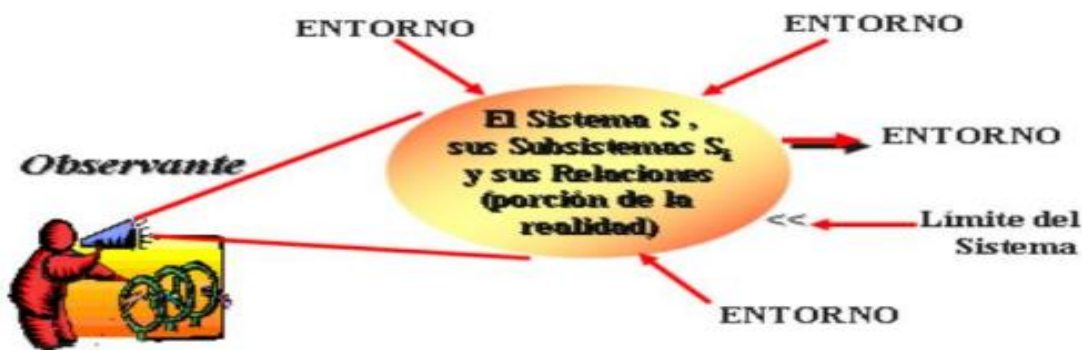 ENTORNO
ENTORNO
El Sistema S ,
sus Subsistemas Si
y sus Relaciones
(porción de la
realidad)
ENTORNO
Observante
<< Límite del
Sistema
ENTORNO